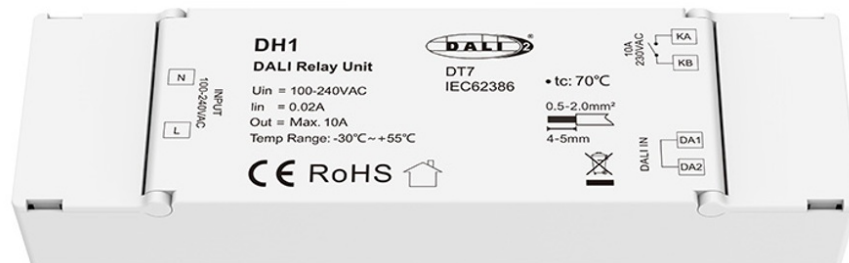 DH1
DALI Relay Unit
Uin = 100-240VAC
Iin = 0.02A
Out = Max. 10A
Temp Range: -30℃~+55℃
CE RoHS
N
L
INPUT
100-240VAC
DALI 2
DT7
IEC62386
• tc: 70℃
0.5-2.0mm²
4-5mm
10A
230VAC
KA
KB
DALI IN
DA1
DA2